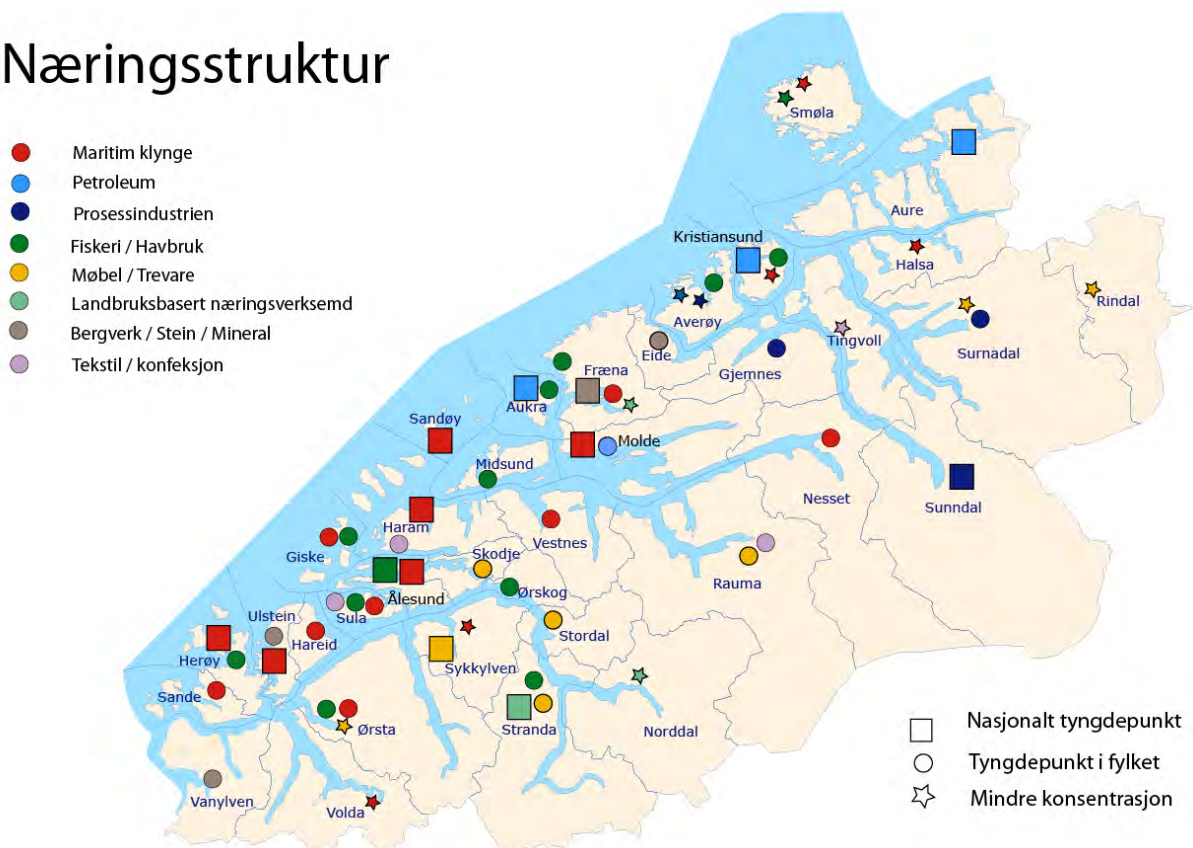 Næringsstruktur
Maritim klynge
Petroleum
Prosessindustrien
Fiskeri / Havbruk
Møbel / Trevare
Landbruksbasert næringsverksemd
Bergverk / Stein / Mineral
Tekstil / konfeksjon
Smøla
Aure
Kristiansund
Halsa
Rindal
Averøy
Tingvoll
Surnadal
Eide
Gjemnes
Fræna
Aukra
Sandøy
Molde
Midsund
Nesset
Sunndal
Haram
Vestnes
Giske
Skodje
Rauma
Ørskog
Ålesund
Ulstein
Sula
Stordal
Hareid
Herøy
Sykkylven
Sande
Ørsta
Stranda
Norddal
Vanylven
Volda
Nasjonalt tyngdepunkt
Tyngdepunkt i fylket
Mindre konsentrasjon